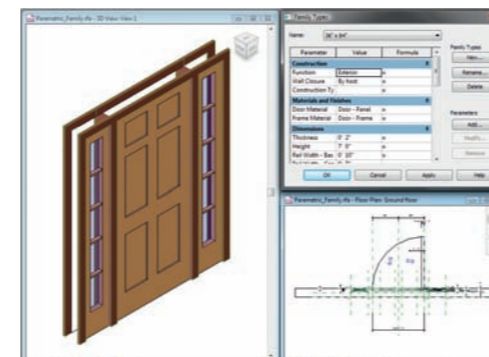 Parametric_Family.rfa - 3D View: View 1
Family Types
Name: 36" x 84"
Parameter Value Formula
Family Types
New...
Construction
Function Exterior =
Rename...
Wall Closure By host =
Construction Ty =
Delete
Materials and Finishes
Door Material Door - Panel =
Frame Material Door - Frame =
Parameters
Dimensions
Add...
Thickness 0' 2" =
Modify...
Height 7' 0" =
Rail Width - Bas 0' 10" =
Remove
OK Cancel Apply Help
Parametric_Family.rfa - Floor Plan: Ground floor